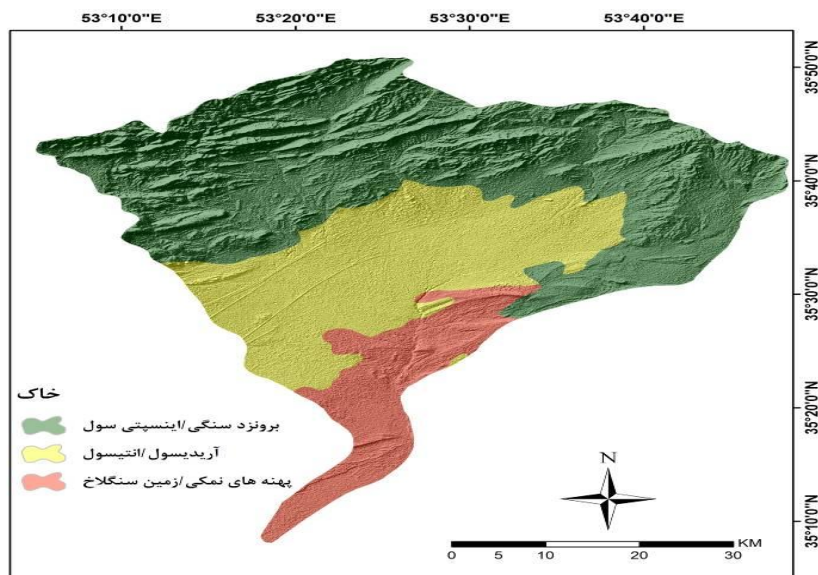 53°10'0"E 53°20'0"E 53°30'0"E 53°40'0"E
35°50'0"N
35°40'0"N
35°30'0"N
35°20'0"N
35°10'0"N
خاک
برونزد سنگی/اینسپتی سول
آریدیسول/انتیسول
پهنه های نمکی/زمین سنگلاخ
N
KM
0 5 10 20 30